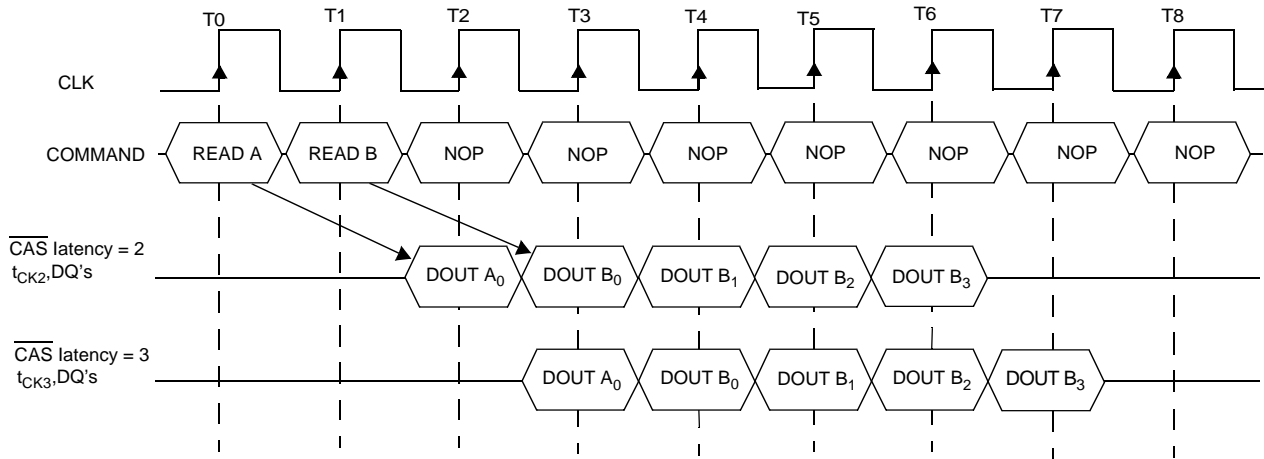 T0 T1 T2 T3 T4 T5 T6 T7 T8
CLK
COMMAND READ A READ B NOP NOP NOP NOP NOP NOP NOP
CAS latency = 2
tCK2,DQ's DOUT A0 DOUT B0 DOUT B1 DOUT B2 DOUT B3
CAS latency = 3
tCK3,DQ's DOUT A0 DOUT B0 DOUT B1 DOUT B2 DOUT B3